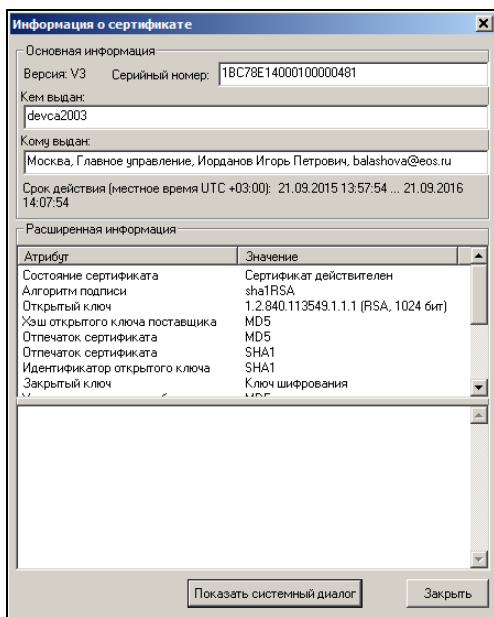 Информация о сертификате
Основная информация
Версия: V3 Серийный номер: 1BC78E14000100000481
Кем выдан:
devca2003
Кому выдан:
Москва, Главное управление, Иорданов Игорь Петрович, balashova@eos.ru
Срок действия (местное время UTC +03:00): 21.09.2015 13:57:54 ... 21.09.2016
14:07:54
Расширенная информация
Атрибут Значение
Состояние сертификата Сертификат действителен
Алгоритм подписи sha1RSA
Открытый ключ 1.2.840.113549.1.1.1 (RSA, 1024 бит)
Хэш открытого ключа поставщика MD5
Отпечаток сертификата MD5
Отпечаток сертификата SHA1
Идентификатор открытого ключа SHA1
Закрытый ключ Ключ шифрования
MD5
Показать системный диалог Закрыть